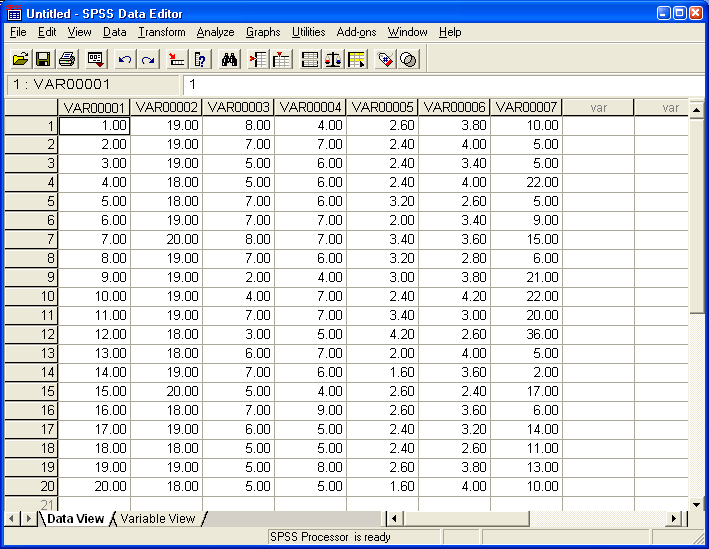 Untitled - SPSS Data Editor
File Edit View Data Transform Analyze Graphs Utilities Add-ons Window Help
1 : VAR00001 1
VAR00001 VAR00002 VAR00003 VAR00004 VAR00005 VAR00006 VAR00007 var var
1 1.00 19.00 8.00 4.00 2.60 3.80 10.00
2 2.00 19.00 7.00 7.00 2.40 4.00 5.00
3 3.00 19.00 5.00 6.00 2.40 3.40 5.00
4 4.00 18.00 5.00 6.00 2.40 4.00 22.00
5 5.00 18.00 7.00 6.00 3.20 2.60 5.00
6 6.00 19.00 7.00 7.00 2.00 3.40 9.00
7 7.00 20.00 8.00 7.00 3.40 3.60 15.00
8 8.00 19.00 7.00 6.00 3.20 2.80 6.00
9 9.00 19.00 2.00 4.00 3.00 3.80 21.00
10 10.00 19.00 4.00 7.00 2.40 4.20 22.00
11 11.00 19.00 7.00 7.00 3.40 3.00 20.00
12 12.00 18.00 3.00 5.00 4.20 2.60 36.00
13 13.00 18.00 6.00 7.00 2.00 4.00 5.00
14 14.00 19.00 7.00 6.00 1.60 3.60 2.00
15 15.00 20.00 5.00 4.00 2.60 2.40 17.00
16 16.00 18.00 7.00 9.00 2.60 3.60 6.00
17 17.00 19.00 6.00 5.00 2.40 3.20 14.00
18 18.00 18.00 5.00 5.00 2.40 2.60 11.00
19 19.00 19.00 5.00 8.00 2.60 3.80 13.00
20 20.00 18.00 5.00 5.00 1.60 4.00 10.00
21
Data View Variable View
SPSS Processor is ready